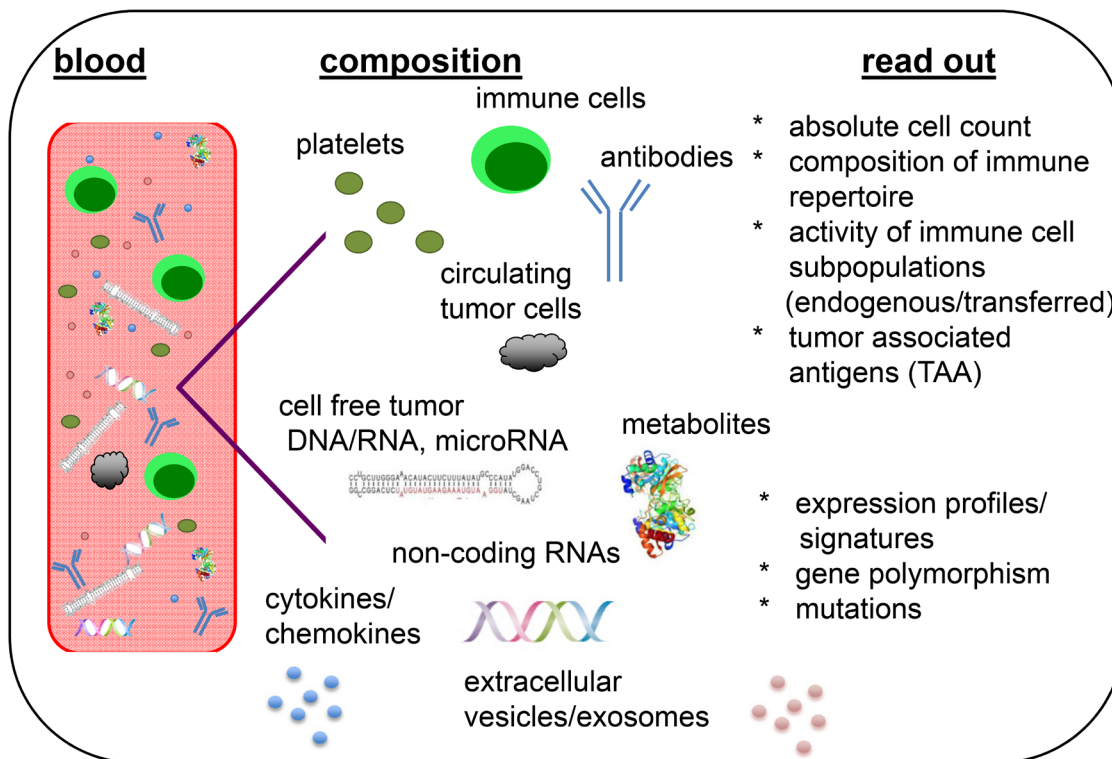 blood
composition
read out
immune cells
platelets
antibodies
circulating
tumor cells
cell free tumor
DNA/RNA, microRNA
metabolites
non-coding RNAs
cytokines/
chemokines
extracellular
vesicles/exosomes
* absolute cell count
* composition of immune
repertoire
* activity of immune cell
subpopulations
(endogenous/transferred)
* tumor associated
antigens (TAA)
* expression profiles/
signatures
* gene polymorphism
* mutations